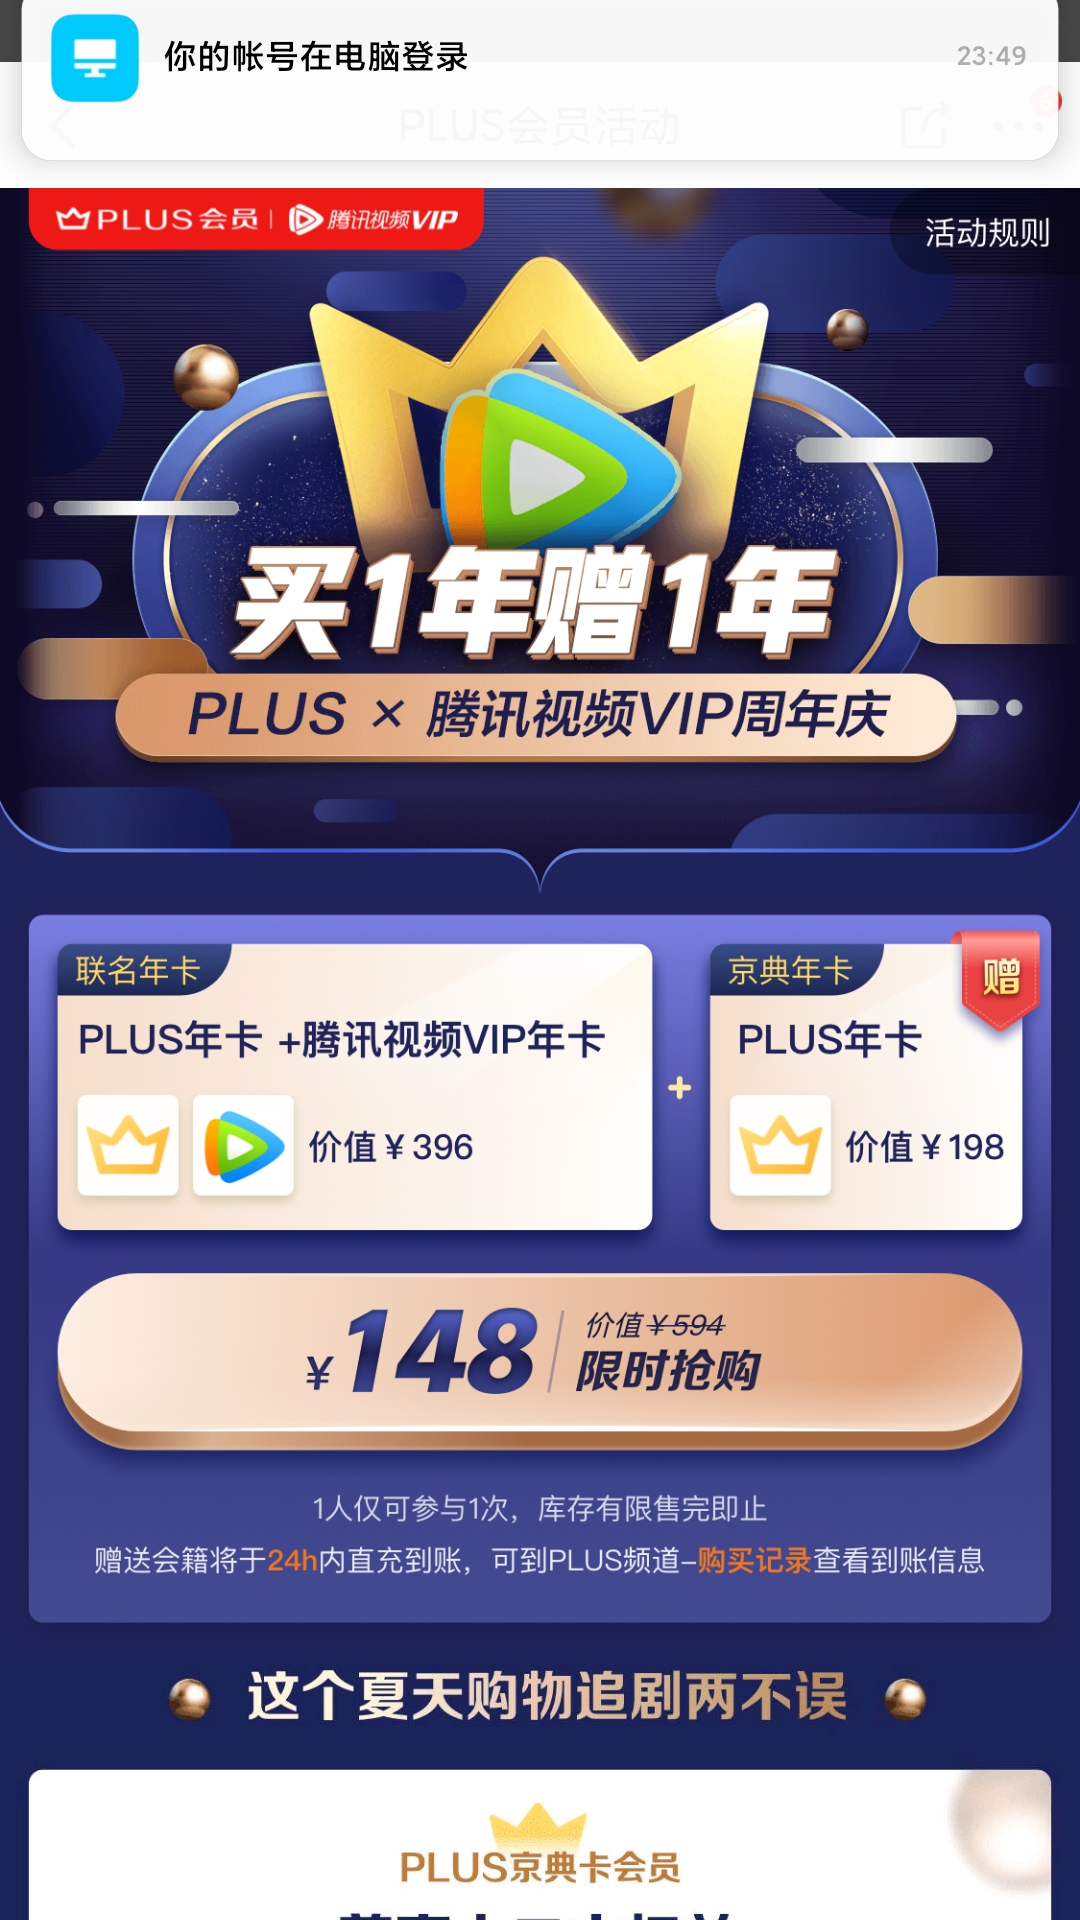 你的帐号在电脑登录
23:49
PLUS会员活动
PLUS会员 | 腾讯视频VIP
活动规则
买1年赠1年
PLUS × 腾讯视频VIP周年庆
联名年卡
PLUS年卡 +腾讯视频VIP年卡
价值¥396
+
京典年卡
赠
PLUS年卡
价值¥198
¥148
价值¥594
限时抢购
1人仅可参与1次，库存有限售完即止
赠送会籍将于24h内直充到账，可到PLUS频道-购买记录查看到账信息
这个夏天购物追剧两不误
PLUS京典卡会员